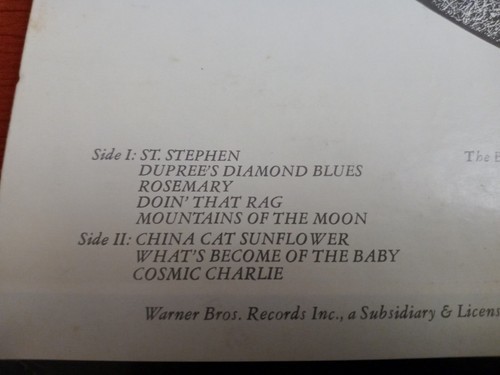 Side I: ST. STEPHEN
DUPREE'S DIAMOND BLUES
ROSEMARY
DOIN' THAT RAG
MOUNTAINS OF THE MOON
Side II: CHINA CAT SUNFLOWER
WHAT'S BECOME OF THE BABY
COSMIC CHARLIE
The
Warner Bros. Records Inc., a Subsidiary & Licens